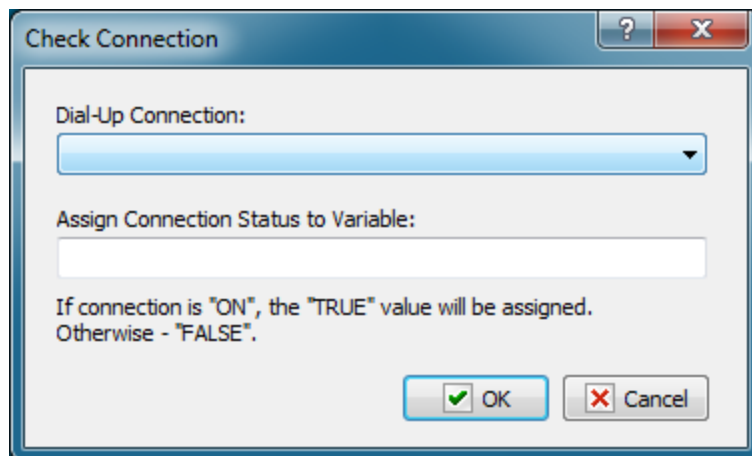 Check Connection
?
Dial-Up Connection:
Assign Connection Status to Variable:
If connection is "ON", the "TRUE" value will be assigned.
Otherwise - "FALSE".
OK Cancel